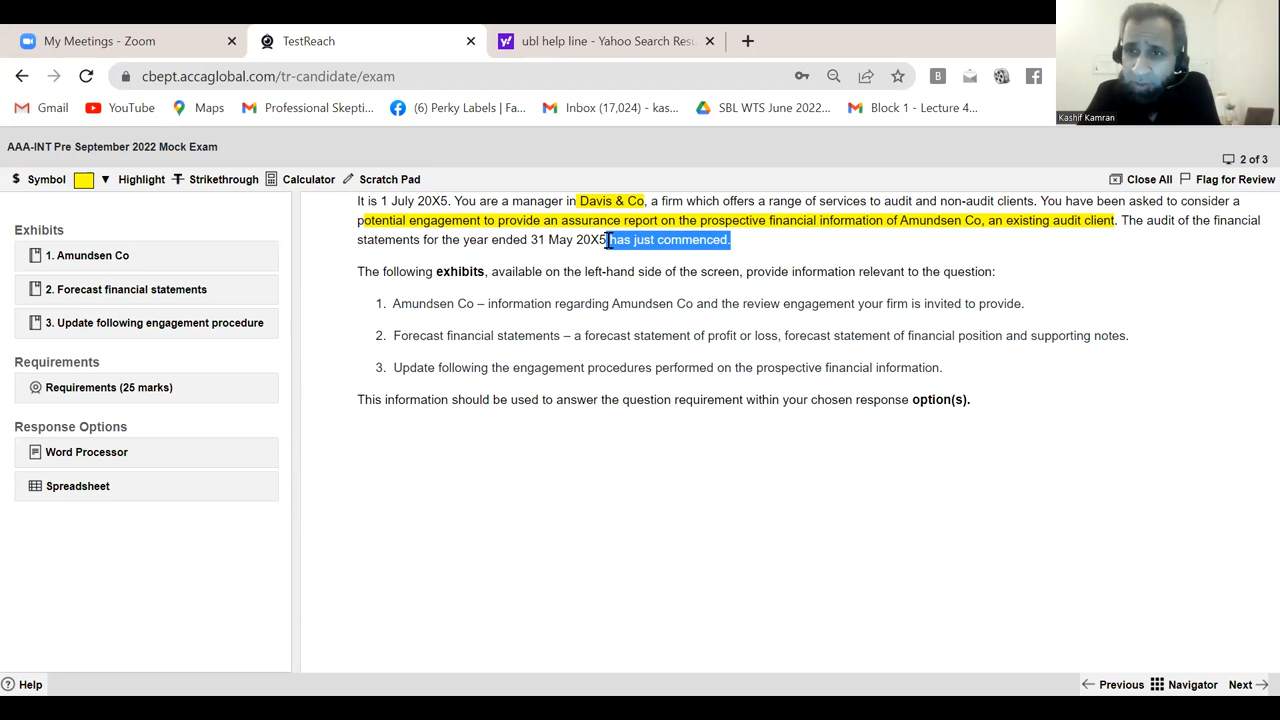 My Meetings - Zoom
TestReach
ubl help line - Yahoo Search Resu
cbept.accaglobal.com/tr-candidate/exam
Gmail
YouTube
Maps
Professional Skepti...
(6) Perky Labels | Fa...
Inbox (17,024) - kas...
SBL WTS June 2022...
Block 1 - Lecture 4...
Kashif Kamran
AAA-INT Pre September 2022 Mock Exam
2 of 3
$ Symbol
Highlight
Strikethrough
Calculator
Scratch Pad
Close All
Flag for Review
Exhibits
1. Amundsen Co
2. Forecast financial statements
3. Update following engagement procedure
Requirements
Requirements (25 marks)
Response Options
Word Processor
Spreadsheet
It is 1 July 20X5. You are a manager in Davis & Co, a firm which offers a range of services to audit and non-audit clients. You have been asked to consider a
potential engagement to provide an assurance report on the prospective financial information of Amundsen Co, an existing audit client. The audit of the financial
statements for the year ended 31 May 20X5 has just commenced.
The following exhibits, available on the left-hand side of the screen, provide information relevant to the question:
1. Amundsen Co – information regarding Amundsen Co and the review engagement your firm is invited to provide.
2. Forecast financial statements – a forecast statement of profit or loss, forecast statement of financial position and supporting notes.
3. Update following the engagement procedures performed on the prospective financial information.
This information should be used to answer the question requirement within your chosen response option(s).
Help
Previous
Navigator
Next